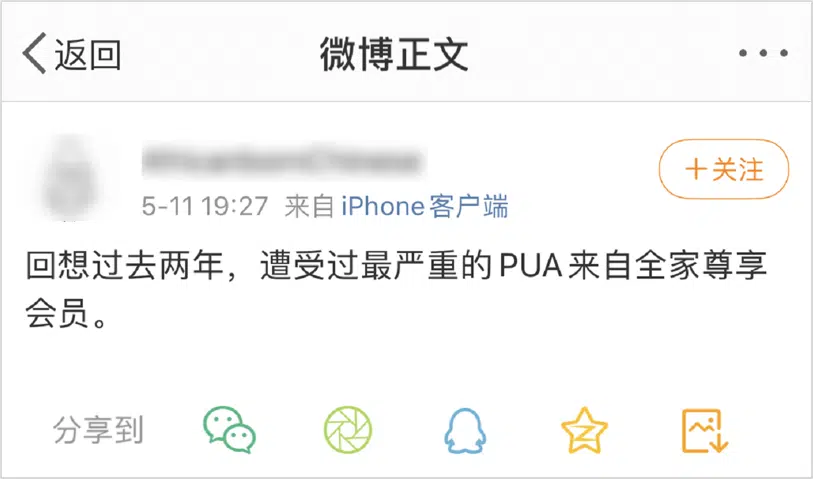 返回
微博正文
+关注
5-11 19:27 来自 iPhone客户端
回想过去两年，遭受过最严重的PUA来自全家尊享
会员。
分享到